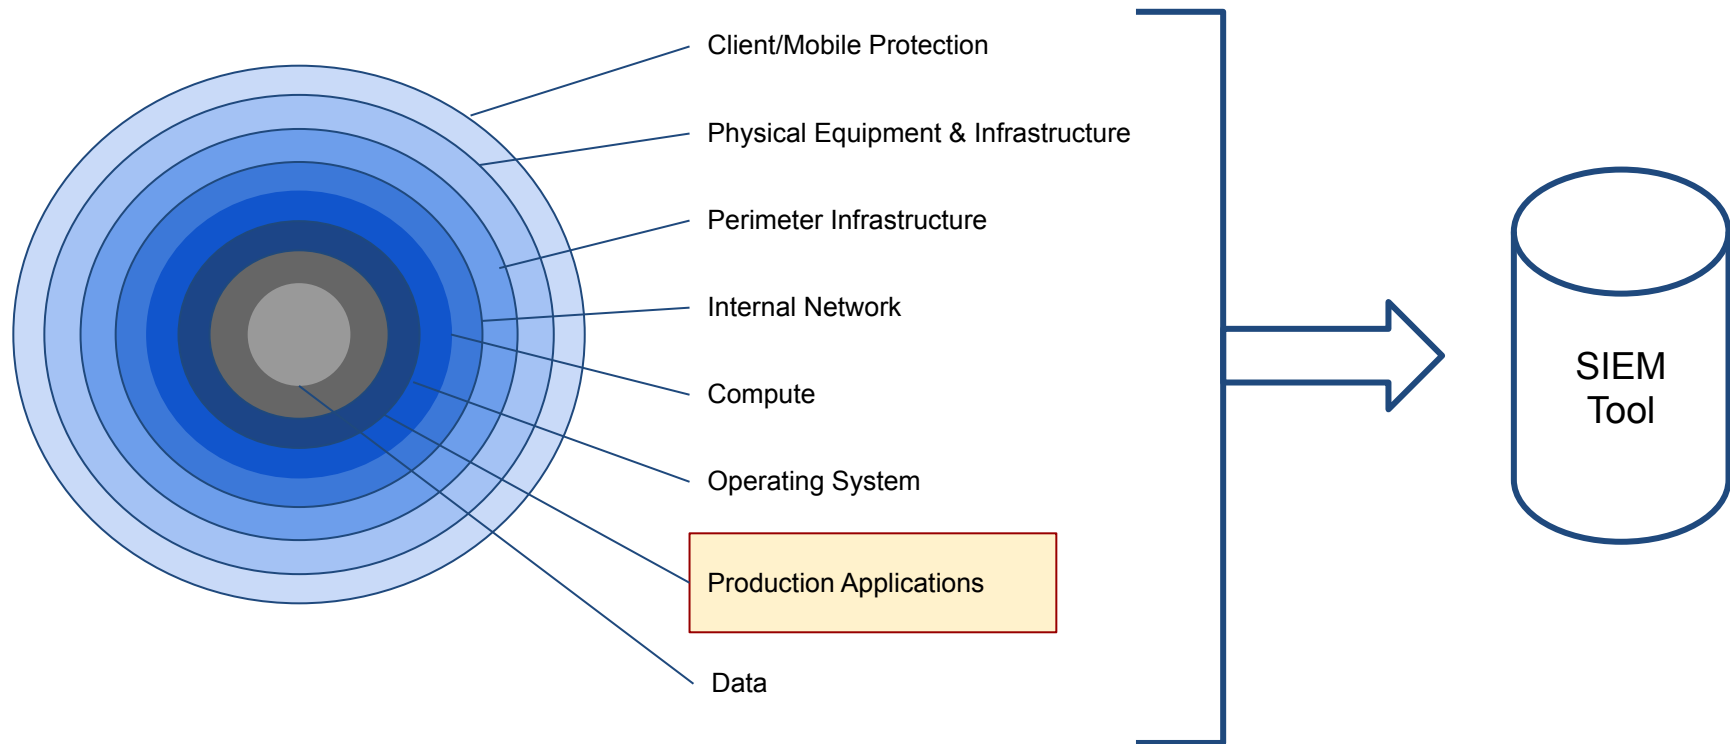 Client/Mobile Protection
Physical Equipment & Infrastructure
Perimeter Infrastructure
Internal Network
Compute
Operating System
Production Applications
Data
SIEM
Tool